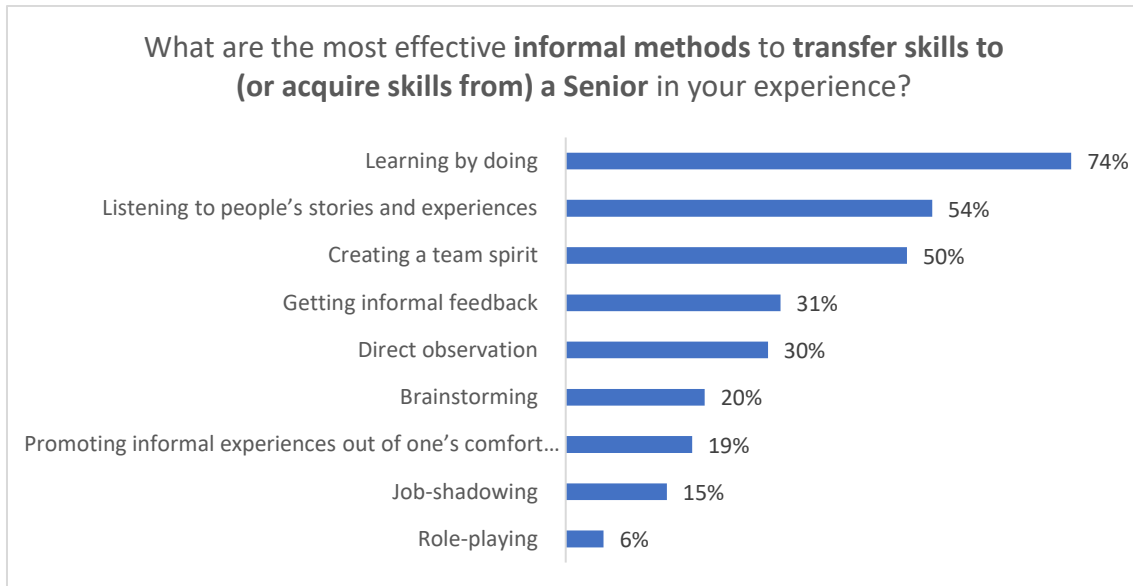 What are the most effective informal methods to transfer skills to
(or acquire skills from) a Senior in your experience?
Learning by doing 74%
Listening to people’s stories and experiences 54%
Creating a team spirit 50%
Getting informal feedback 31%
Direct observation 30%
Brainstorming 20%
Promoting informal experiences out of one’s comfort… 19%
Job-shadowing 15%
Role-playing 6%